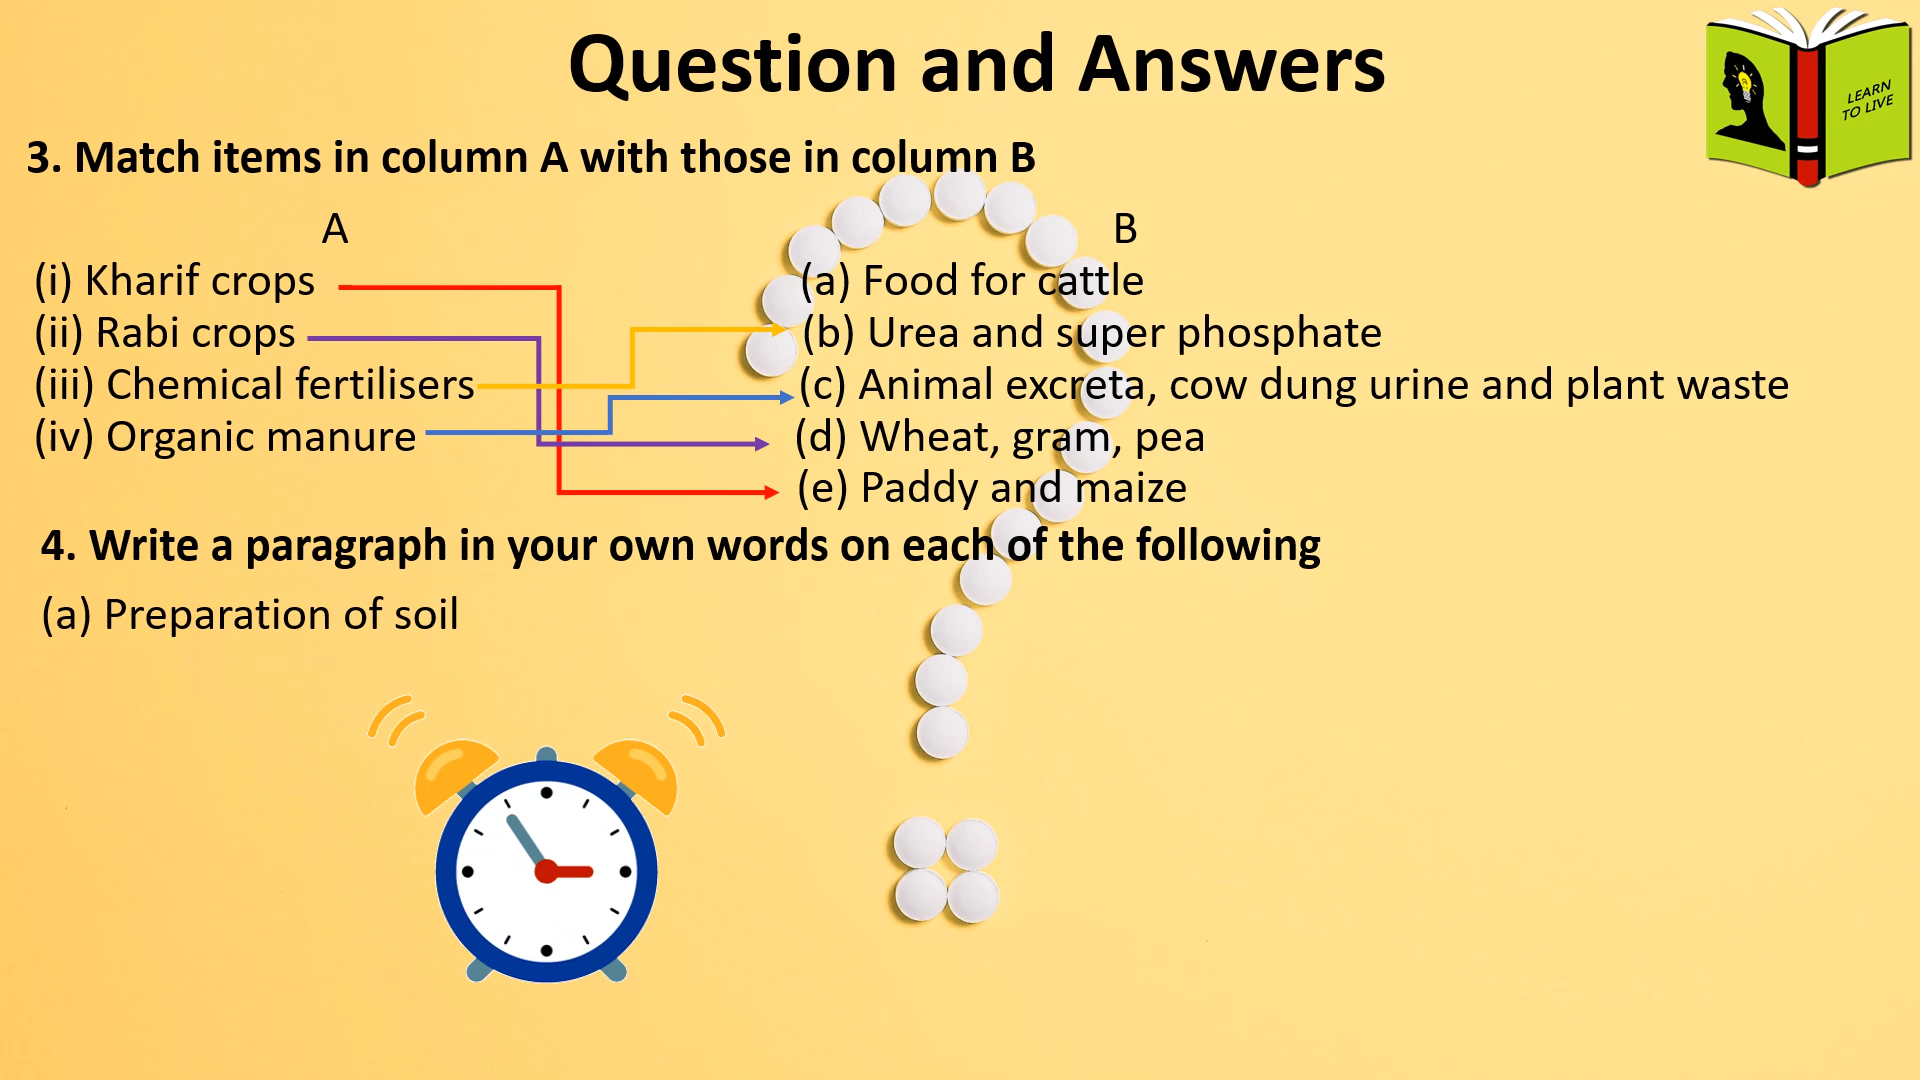 Question and Answers
LEARN
TO LIVE
3. Match items in column A with those in column B
A B
(i) Kharif crops (a) Food for cattle
(ii) Rabi crops (b) Urea and super phosphate
(iii) Chemical fertilisers (c) Animal excreta, cow dung urine and plant waste
(iv) Organic manure (d) Wheat, gram, pea
(e) Paddy and maize
4. Write a paragraph in your own words on each of the following
(a) Preparation of soil